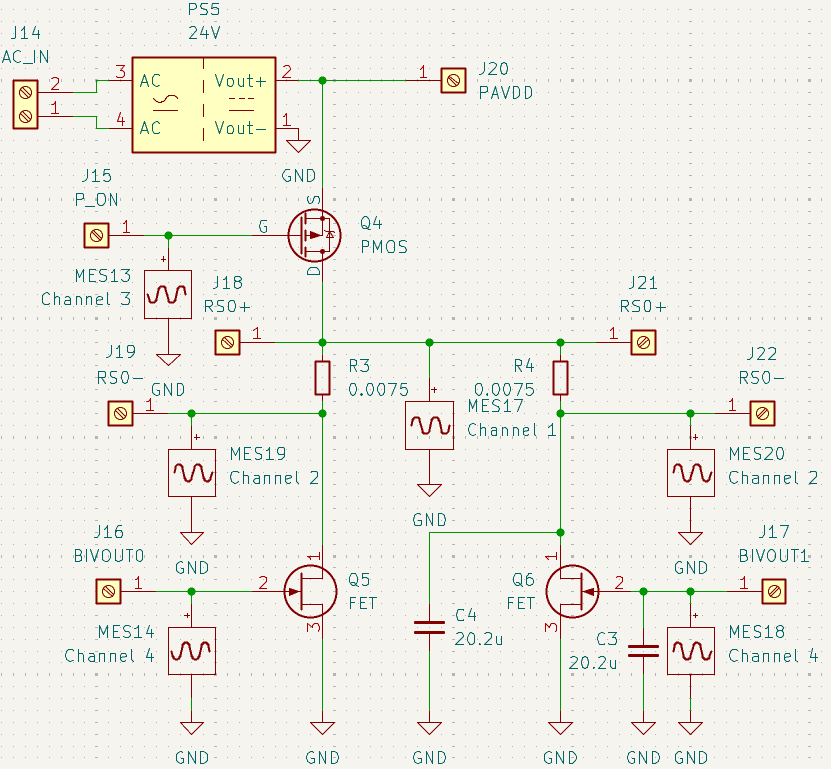 PS5
24V
J14
AC_IN
2
1
3
AC
Vout+
2
4
AC
Vout-
1
GND
1
J20
PAVDD
J15
P_ON
1
G
S
D
Q4
PMOS
MES13
Channel 3
GND
J18
RS0+
1
J21
RS0+
1
J19
RS0-
1
R3
0.0075
R4
0.0075
J22
RS0-
1
MES17
Channel 1
GND
MES19
Channel 2
GND
MES20
Channel 2
GND
J16
BIVOUT0
1
2
1
3
Q5
FET
Q6
FET
1
3
2
J17
BIVOUT1
1
MES14
Channel 4
C4
20.2u
C3
20.2u
MES18
Channel 4
GND
GND
GND
GND
GND
GND